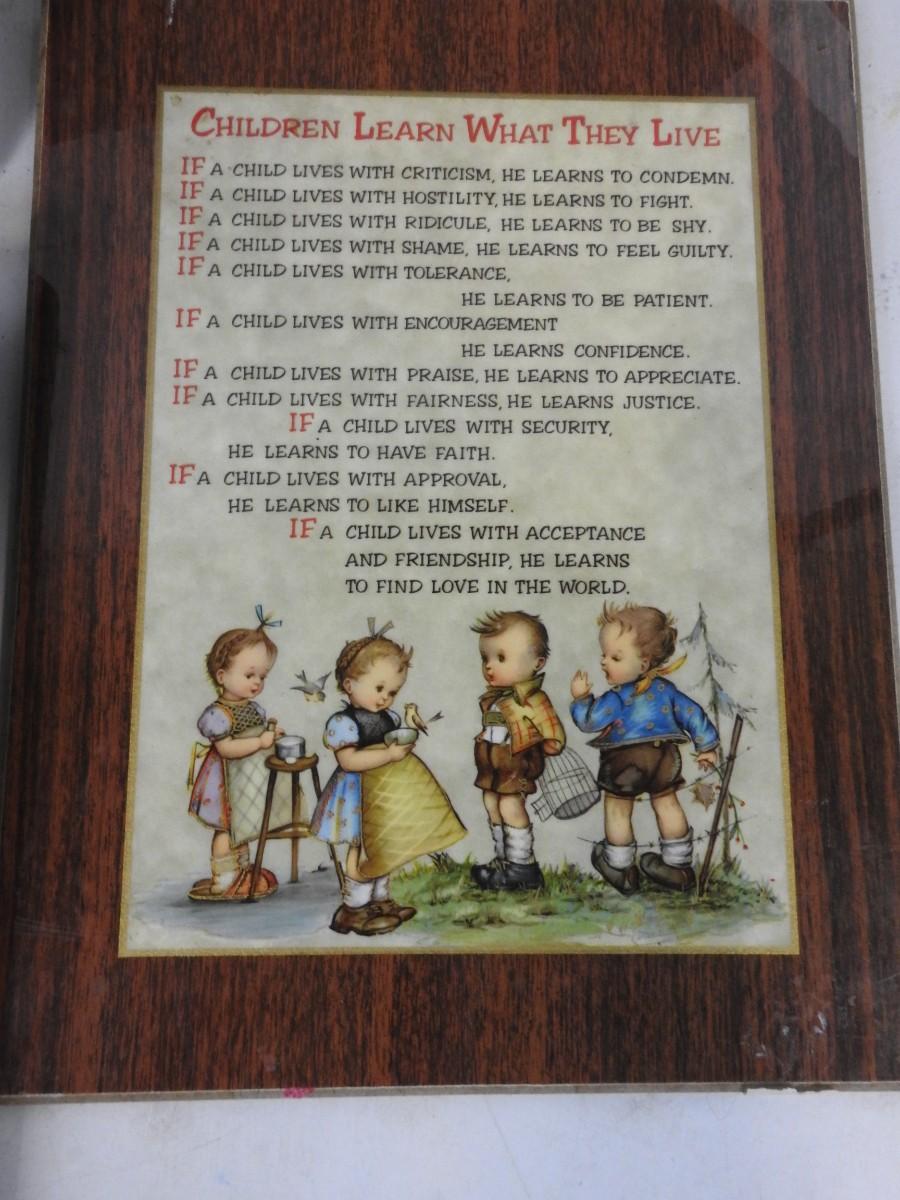 CHILDREN LEARN WHAT THEY LIVE
IF A CHILD LIVES WITH CRITICISM, HE LEARNS TO CONDEMN.
IF A CHILD LIVES WITH HOSTILITY, HE LEARNS TO FIGHT.
IF A CHILD LIVES WITH RIDICULE, HE LEARNS TO BE SHY.
IF A CHILD LIVES WITH SHAME, HE LEARNS TO FEEL GUILTY.
IF A CHILD LIVES WITH TOLERANCE,
HE LEARNS TO BE PATIENT.
IF A CHILD LIVES WITH ENCOURAGEMENT
HE LEARNS CONFIDENCE.
IF A CHILD LIVES WITH PRAISE, HE LEARNS TO APPRECIATE.
IF A CHILD LIVES WITH FAIRNESS, HE LEARNS JUSTICE.
IF A CHILD LIVES WITH SECURITY,
HE LEARNS TO HAVE FAITH.
IF A CHILD LIVES WITH APPROVAL,
HE LEARNS TO LIKE HIMSELF.
IF A CHILD LIVES WITH ACCEPTANCE
AND FRIENDSHIP, HE LEARNS
TO FIND LOVE IN THE WORLD.